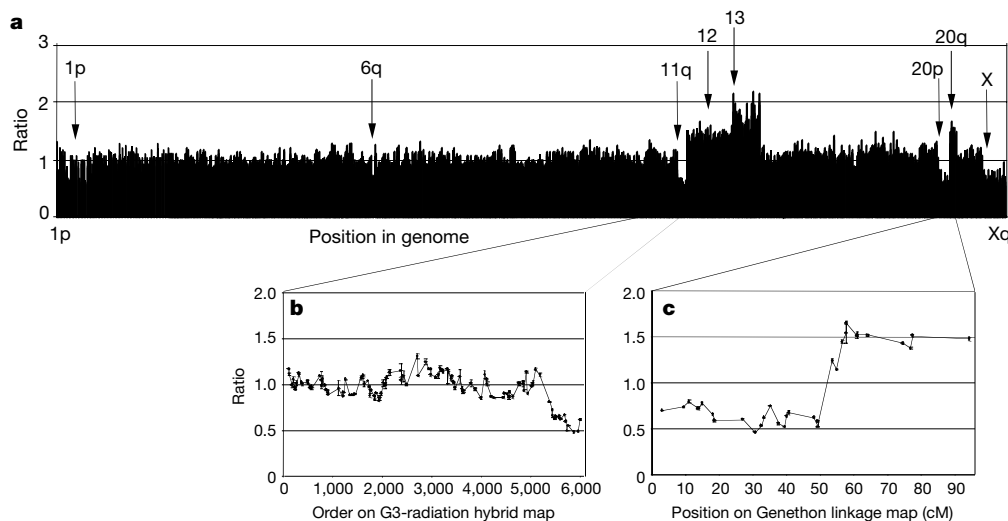 a
3
2
1
0
Ratio
1p
6q
11q
12
13
20p
20q
X
1p
Position in genome
Xq
b
2.0
1.5
1.0
0.5
0
Ratio
0
1,000
2,000
3,000
4,000
5,000
6,000
Order on G3-radiation hybrid map
c
2.0
1.5
1.0
0.5
0
0
10
20
30
40
50
60
70
80
90
Position on Genethon linkage map (cM)